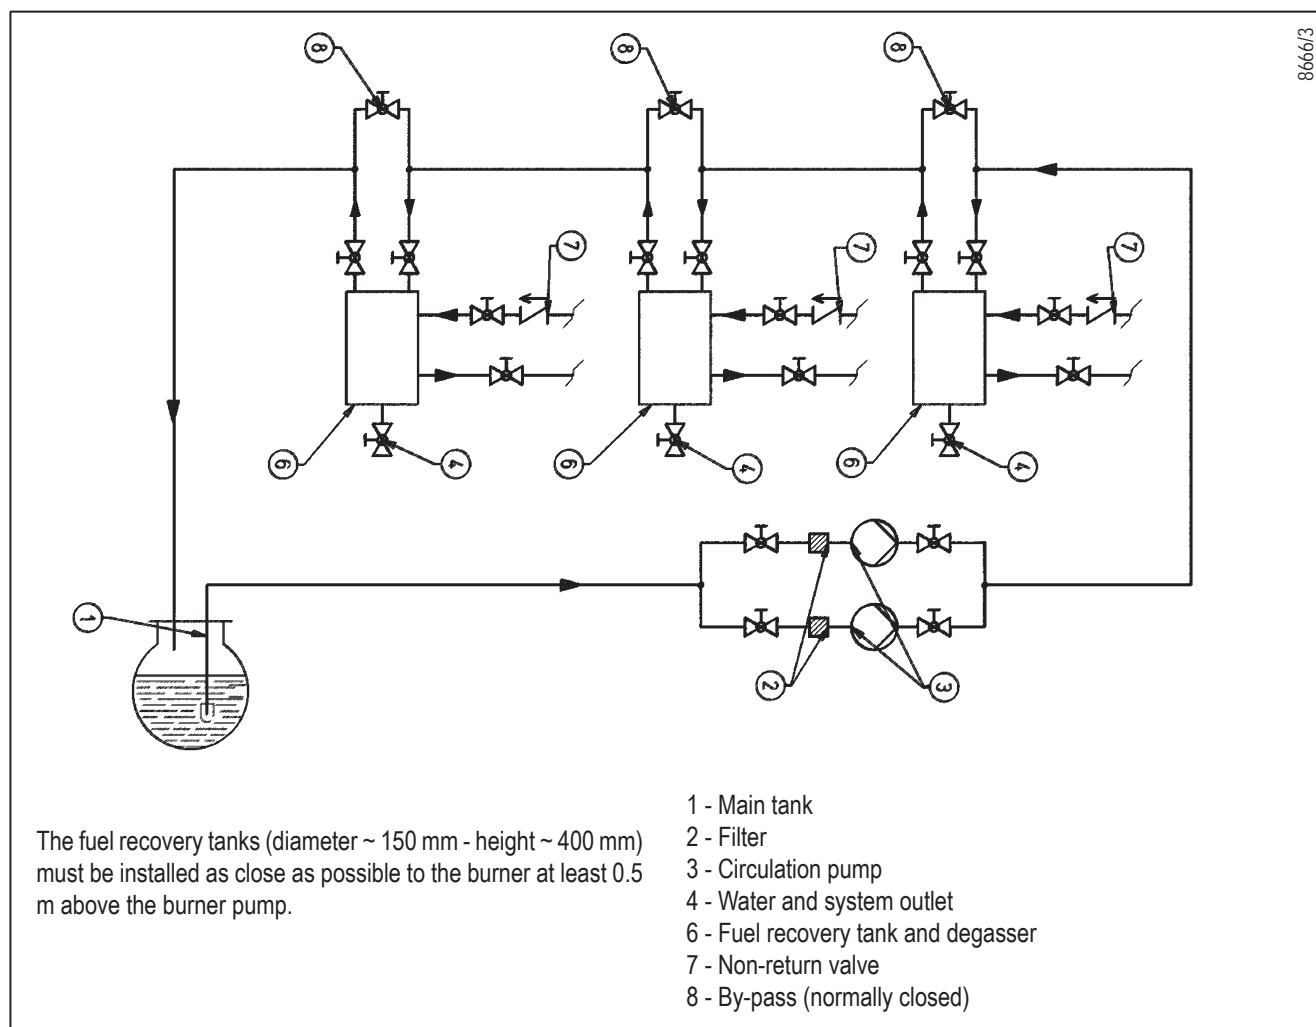 8666/3
8
8
8
7
7
7
6
4
6
4
6
4
1
2
3
The fuel recovery tanks (diameter ~ 150 mm - height ~ 400 mm)
must be installed as close as possible to the burner at least 0.5
m above the burner pump.
1 - Main tank
2 - Filter
3 - Circulation pump
4 - Water and system outlet
6 - Fuel recovery tank and degasser
7 - Non-return valve
8 - By-pass (normally closed)